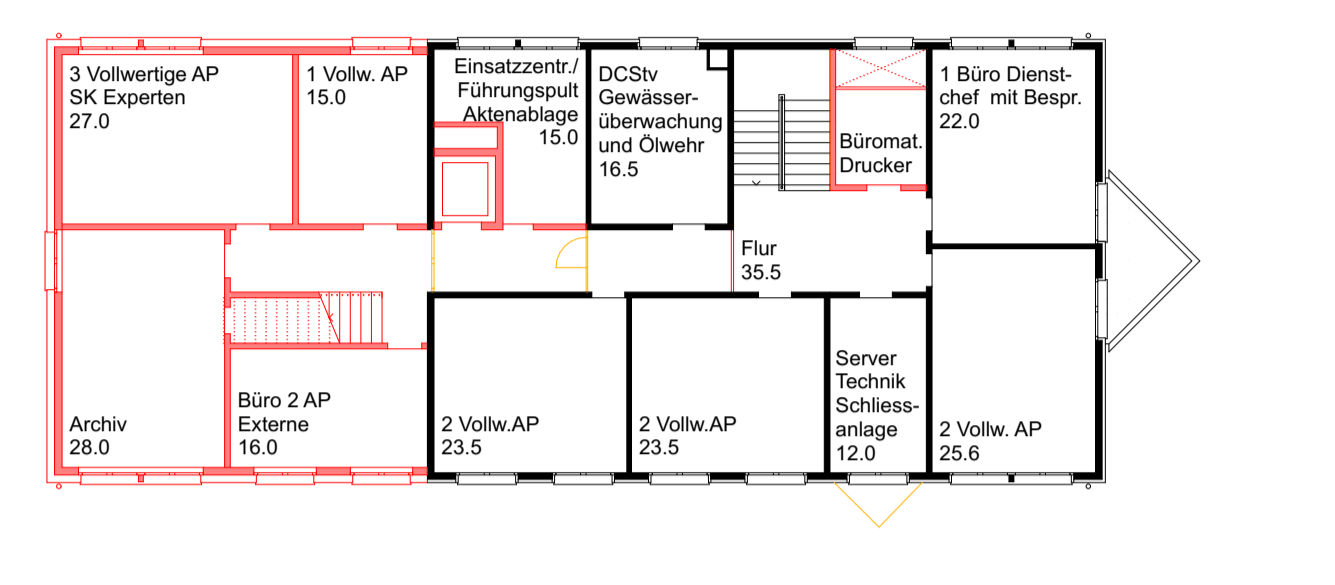 3 Vollwertige AP
SK Experten
27.0
1 Vollw. AP
15.0
Einsatzzentr./
Führungspult
Aktenablage
15.0
DCStv
Gewässer-
überwachung
und Ölwehr
16.5
Büromat.
Drucker
1 Büro Dienst-
chef mit Bespr.
22.0
Flur
35.5
Archiv
28.0
Büro 2 AP
Externe
16.0
2 Vollw.AP
23.5
2 Vollw.AP
23.5
Server
Technik
Schliess-
anlage
12.0
2 Vollw. AP
25.6